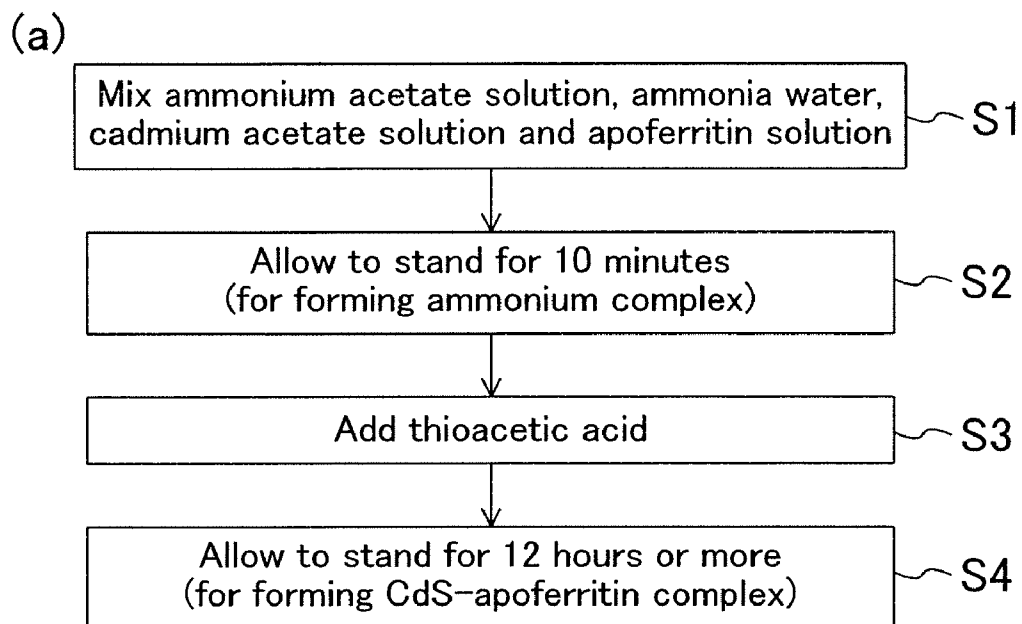 (a)
Mix ammonium acetate solution, ammonia water,
cadmium acetate solution and apoferritin solution
S1
Allow to stand for 10 minutes
(for forming ammonium complex)
S2
Add thioacetic acid
S3
Allow to stand for 12 hours or more
(for forming CdS-apoferritin complex)
S4